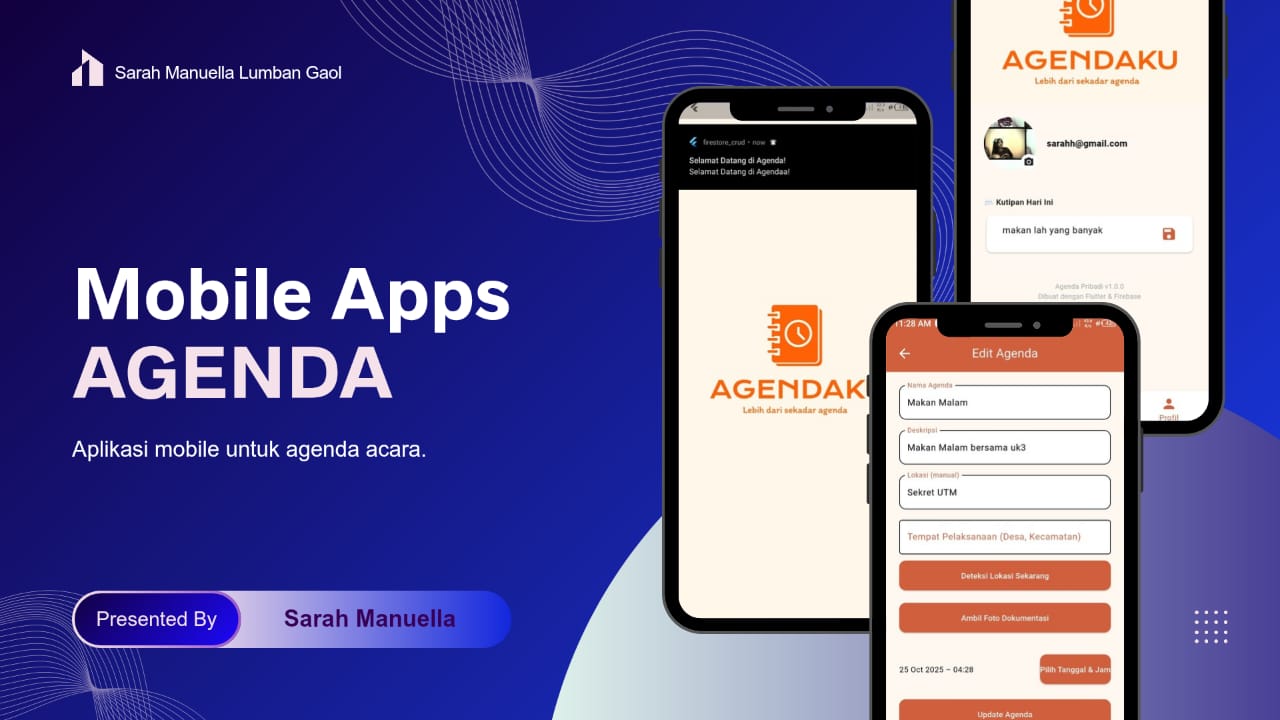 Sarah Manuella Lumban Gaol
Mobile Apps
AGENDA
Aplikasi mobile untuk agenda acara.
Presented By
Sarah Manuella
firestore_crud • now
Selamat Datang di Agenda!
Selamat Datang di Agendaa!
AGENDAK
Lebih dari sekadar agenda
AGENDAKU
Lebih dari sekadar agenda
sarahh@gmail.com
Kutipan Hari Ini
makan lah yang banyak
Agenda Pribadi v1.0.0
Dibuat dengan Flutter & Firebase
Profil
11:28 AM
Edit Agenda
Nama Agenda
Makan Malam
Deskripsi
Makan Malam bersama uk3
Lokasi (manual)
Sekret UTM
Tempat Pelaksanaan (Desa, Kecamatan)
Deteksi Lokasi Sekarang
Ambil Foto Dokumentasi
25 Oct 2025 – 04:28
Pilih Tanggal & Jam
Update Agenda